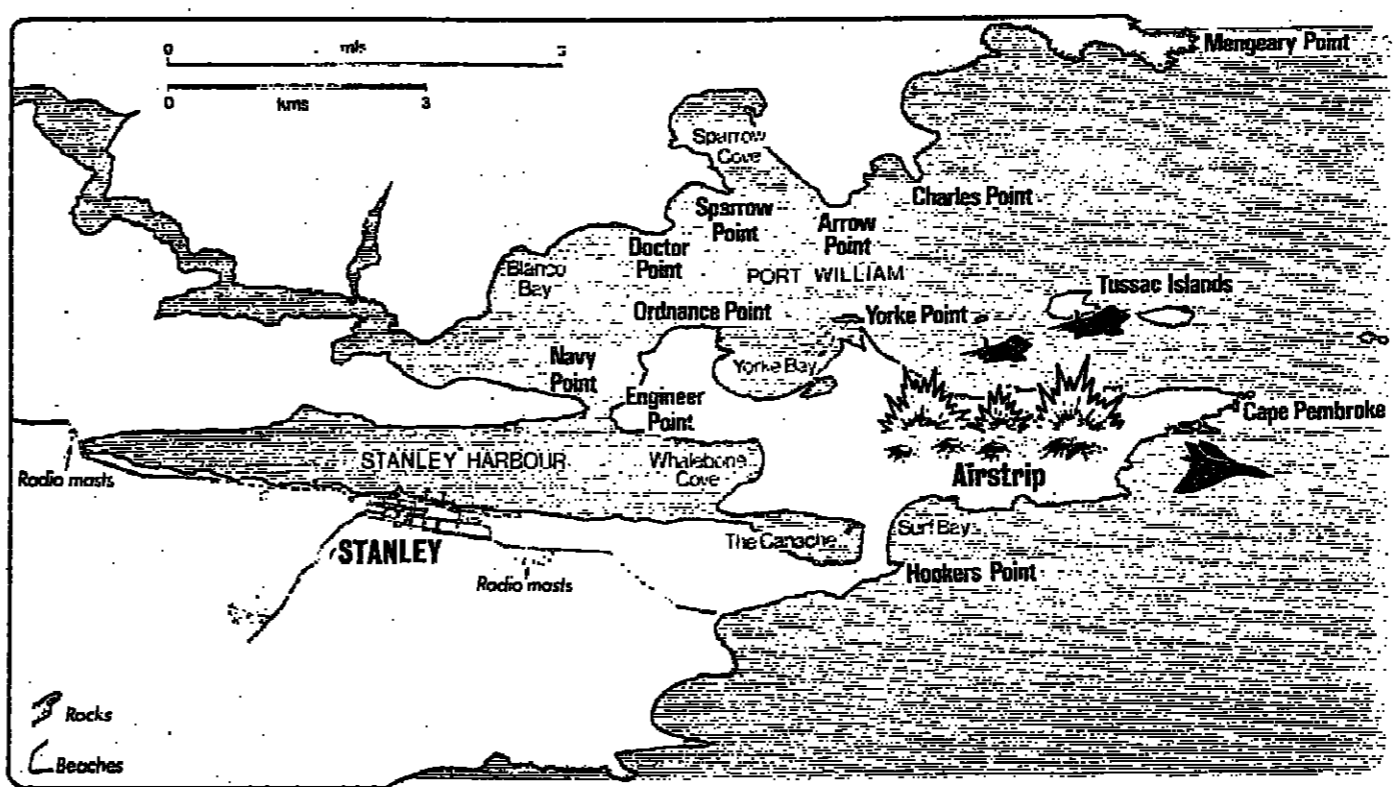 0 mls 3
0 kms 3
Mengeary Point
Sparrow
Cove
Charles Point
Sparrow
Point
Arrow
Point
Doctor
Point
Blanco
Bay
PORT WILLIAM
Tussac Islands
Ordnance Point
Yorke Point
Navy
Point
Yorke Bay
Engineer
Point
Cape Pembroke
STANLEY HARBOUR
Whalebone
Cove
Radio masts
Airstrip
The Canache
Surf Bay
STANLEY
Radio masts
Hookers Point
Rocks
Beaches